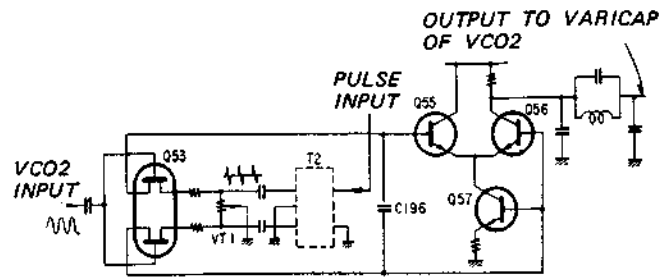 OUTPUT TO VARICAP
OF VCO2
PULSE
INPUT
Q55
Q56
Q53
T2
VCO2
INPUT
C196
Q57
VT1